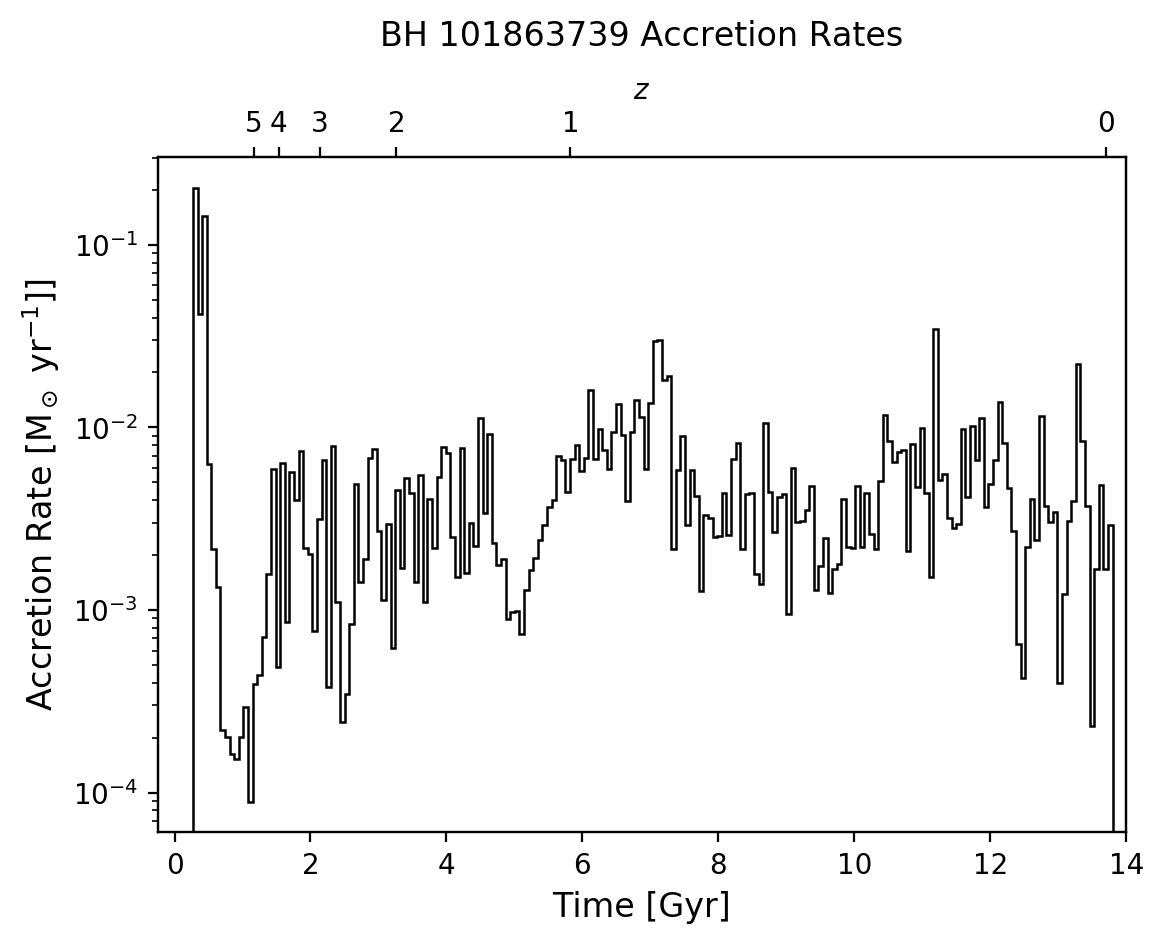 BH 101863739 Accretion Rates
z
5 4 3 2 1 0
10⁻¹
10⁻²
10⁻³
10⁻⁴
Accretion Rate [M⊙ yr⁻¹]]
0 2 4 6 8 10 12 14
Time [Gyr]